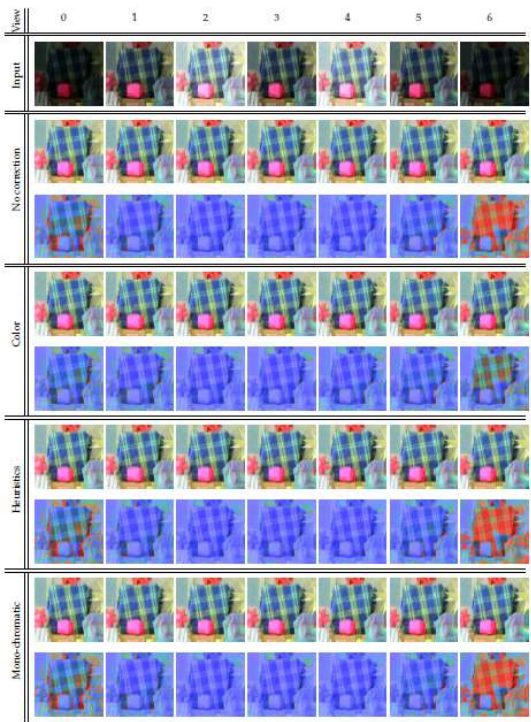 View 0 1 2 3 4 5 6
Input
No correction
Color
Heuristics
Mono-chromatic